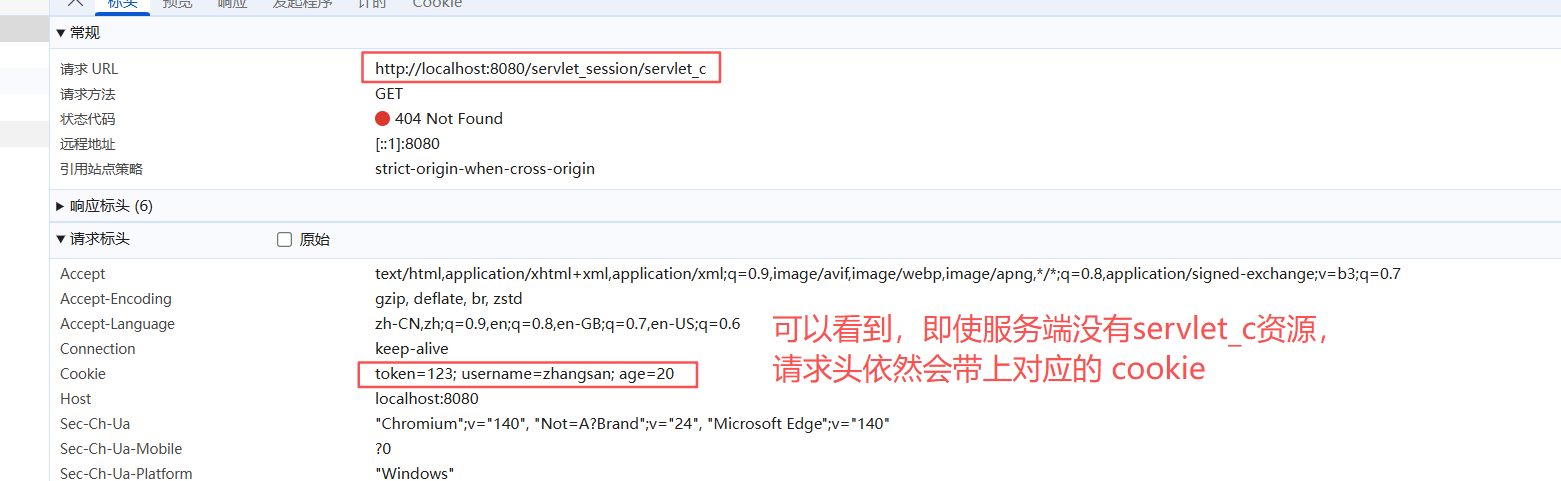 标头 预览 响应 发起程序 计时 Cookie
常规
请求 URL http://localhost:8080/servlet_session/servlet_c
请求方法 GET
状态代码 404 Not Found
远程地址 [::1]:8080
引用站点策略 strict-origin-when-cross-origin
响应标头 (6)
请求标头 原始
Accept text/html,application/xhtml+xml,application/xml;q=0.9,image/avif,image/webp,image/apng,*/*;q=0.8,application/signed-exchange;v=b3;q=0.7
Accept-Encoding gzip, deflate, br, zstd
Accept-Language zh-CN,zh;q=0.9,en;q=0.8,en-GB;q=0.7,en-US;q=0.6
Connection keep-alive
Cookie token=123; username=zhangsan; age=20
可以看到，即使服务端没有servlet_c资源，
请求头依然会带上对应的 cookie
Host localhost:8080
Sec-Ch-Ua "Chromium";v="140", "Not=A?Brand";v="24", "Microsoft Edge";v="140"
Sec-Ch-Ua-Mobile ?0
Sec-Ch-Ua-Platform "Windows"